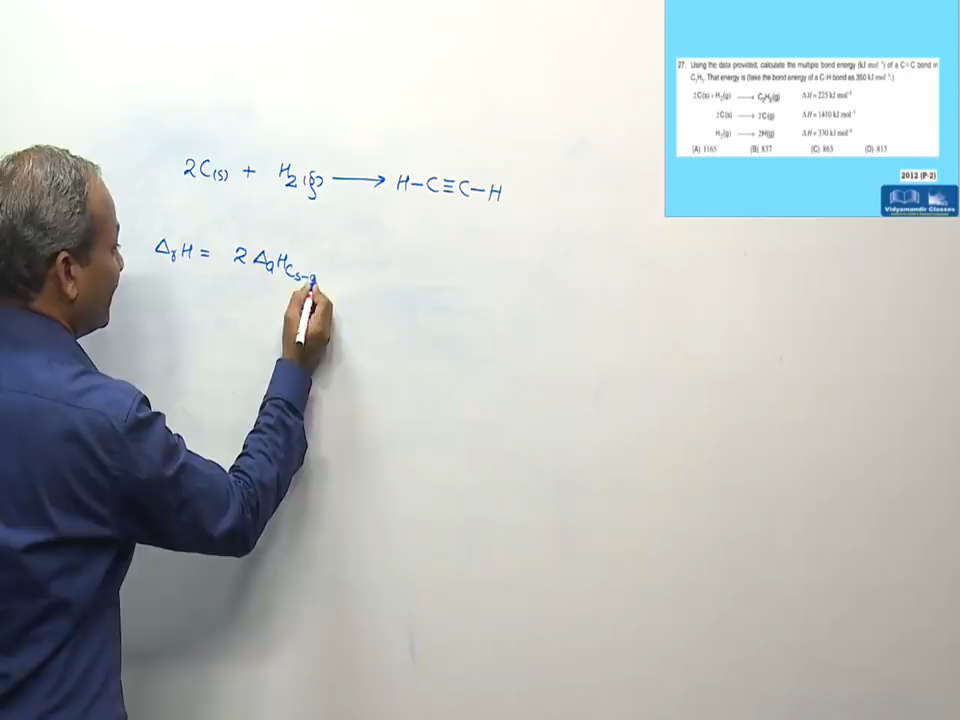 27. Using the data provided, calculate the multiple bond energy (kJ mol⁻¹) of a C≡C bond in
C₂H₂. That energy is (take the bond energy of a C-H bond as 350 kJ mol⁻¹.)
2C(s) + H₂(g) ⟶ C₂H₂(g) ΔH = 225 kJ mol⁻¹
2C(s) ⟶ 2C(g) ΔH = 1410 kJ mol⁻¹
H₂(g) ⟶ 2H(g) ΔH = 330 kJ mol⁻¹
(A) 1165 (B) 837 (C) 865 (D) 815
2012 (P-2)
Vidyamandir Classes
2C(s) + H₂(g) ⟶ H-C≡C-H
ΔᵣH = 2 ΔₐH C s-g